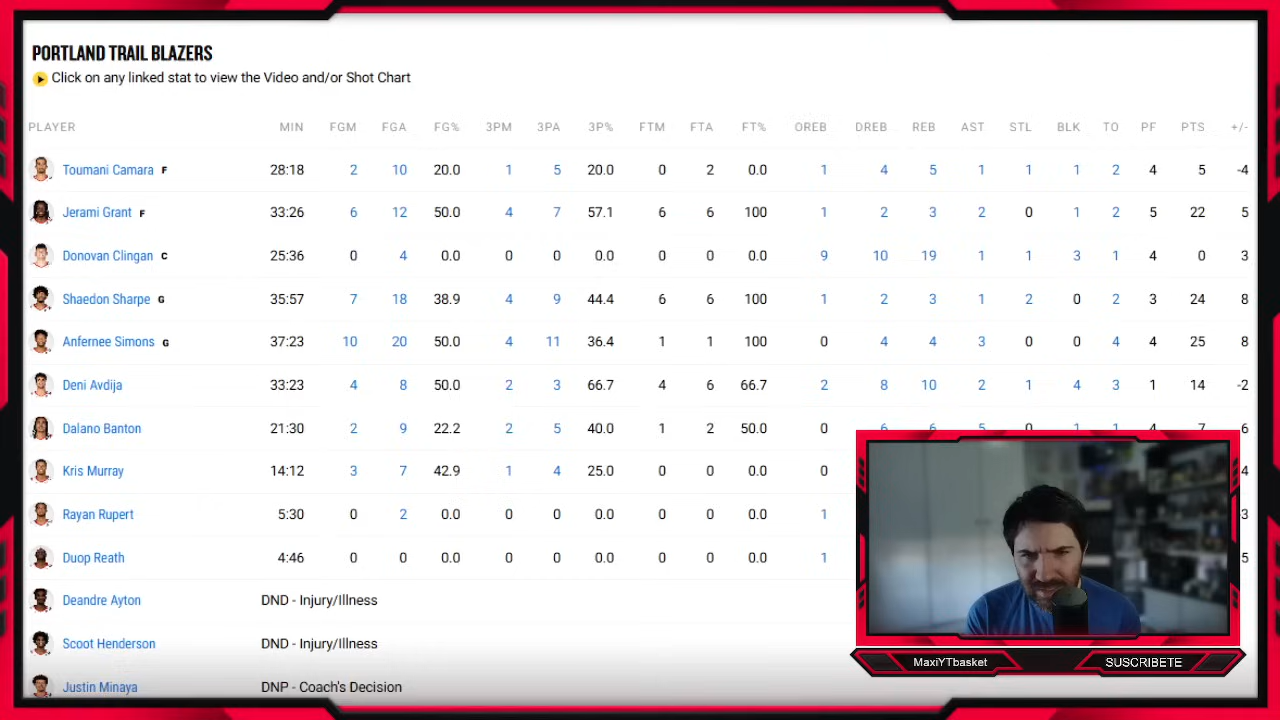 PORTLAND TRAIL BLAZERS
Click on any linked stat to view the Video and/or Shot Chart
PLAYER MIN FGM FGA FG% 3PM 3PA 3P% FTM FTA FT% OREB DREB REB AST STL BLK TO PF PTS +/-
Toumani Camara F 28:18 2 10 20.0 1 5 20.0 0 2 0.0 1 4 5 1 1 1 2 4 5 -4
Jerami Grant F 33:26 6 12 50.0 4 7 57.1 6 6 100 1 2 3 2 0 1 2 5 22 5
Donovan Clingan C 25:36 0 4 0.0 0 0 0.0 0 0 0.0 9 10 19 1 1 3 1 4 0 3
Shaedon Sharpe G 35:57 7 18 38.9 4 9 44.4 6 6 100 1 2 3 1 2 0 2 3 24 8
Anfernee Simons G 37:23 10 20 50.0 4 11 36.4 1 1 100 0 4 4 3 0 0 4 4 25 8
Deni Avdija 33:23 4 8 50.0 2 3 66.7 4 6 66.7 2 8 10 2 1 4 3 1 14 -2
Dalano Banton 21:30 2 9 22.2 2 5 40.0 1 2 50.0 0 6 6 5 0 1 1 4 7 6
Kris Murray 14:12 3 7 42.9 1 4 25.0 0 0 0.0 0 4
Rayan Rupert 5:30 0 2 0.0 0 0 0.0 0 0 0.0 1 3
Duop Reath 4:46 0 0 0.0 0 0 0.0 0 0 0.0 1 5
Deandre Ayton DND - Injury/Illness
Scoot Henderson DND - Injury/Illness
Justin Minaya DNP - Coach's Decision
MaxiYTbasket SUSCRIBETE